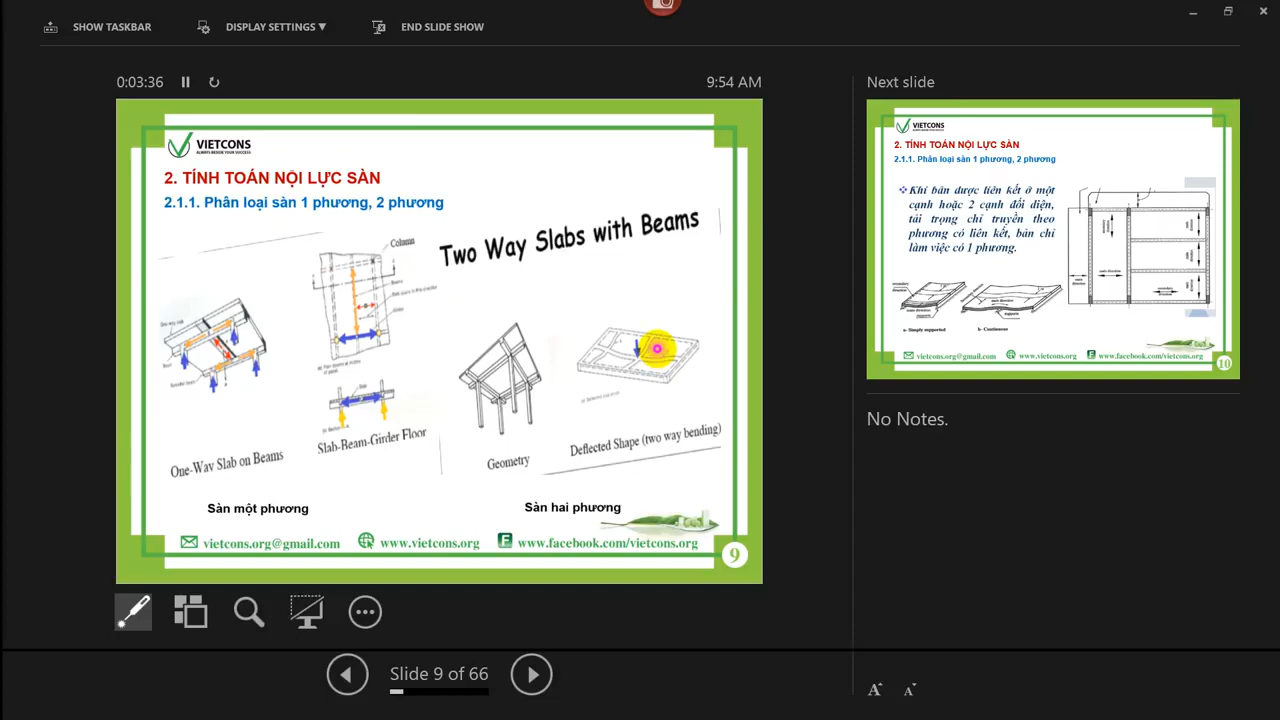 SHOW TASKBAR
DISPLAY SETTINGS ▼
END SLIDE SHOW
0:03:36
9:54 AM
VIETCONS
ALWAYS BESIDE YOUR SUCCESS
2. TÍNH TOÁN NỘI LỰC SÀN
2.1.1. Phân loại sàn 1 phương, 2 phương
Two Way Slabs with Beams
Column
One-Way Slab on Beams
Slab-Beam-Girder Floor
Geometry
Deflected Shape (two way bending)
Sàn một phương
Sàn hai phương
vietcons.org@gmail.com
www.vietcons.org
www.facebook.com/vietcons.org
9
Next slide
VIETCONS
2. TÍNH TOÁN NỘI LỰC SÀN
2.1.1. Phân loại sàn 1 phương, 2 phương
Khi bản được liên kết ở một
cạnh hoặc 2 cạnh đối diện,
tải trọng chỉ truyền theo
phương có liên kết, bản chỉ
làm việc có 1 phương.
a- Simply supported
b- Continuous
vietcons.org@gmail.com
www.vietcons.org
www.facebook.com/vietcons.org
10
No Notes.
Slide 9 of 66
A A